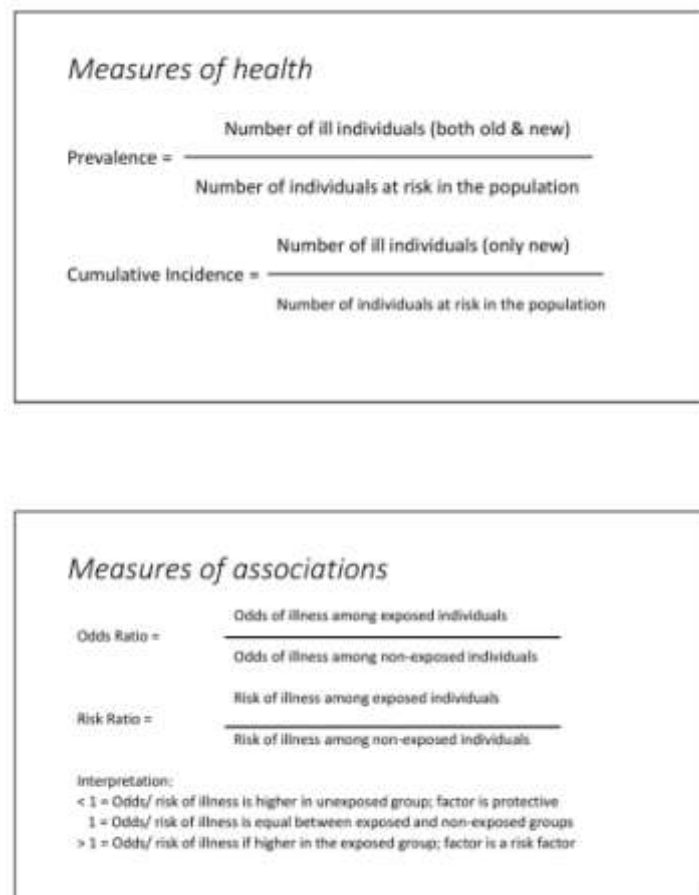 Measures of health
Number of ill individuals (both old & new)
Prevalence =
Number of individuals at risk in the population
Number of ill individuals (only new)
Cumulative Incidence =
Number of individuals at risk in the population
Measures of associations
Odds of illness among exposed individuals
Odds Ratio =
Odds of illness among non-exposed individuals
Risk of illness among exposed individuals
Risk Ratio =
Risk of illness among non-exposed individuals
Interpretation:
< 1 = Odds/ risk of illness is higher in unexposed group; factor is protective
1 = Odds/ risk of illness is equal between exposed and non-exposed groups
> 1 = Odds/ risk of illness if higher in the exposed group; factor is a risk factor